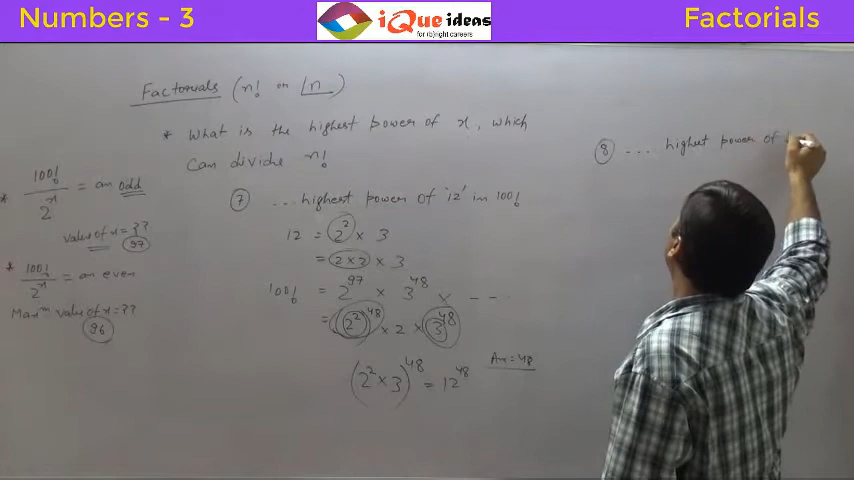 Numbers - 3
iQue ideas
for (b)right careers
Factorials
Factorials (n! or |n)
* What is the highest power of x, which
can divide n!
* 100!/2^x = an odd
value of x = ??
97
* 100!/2^x = an even
Max^m value of x = ??
96
7 ... highest power of '12' in 100!
12 = 2^2 × 3
= 2×2 × 3
100! = 2^97 × 3^48 × - - -
= (2^2)^48 × 2 × 3^48
(2^2 × 3)^48 = 12^48
Ans = 48
8 ... highest power of